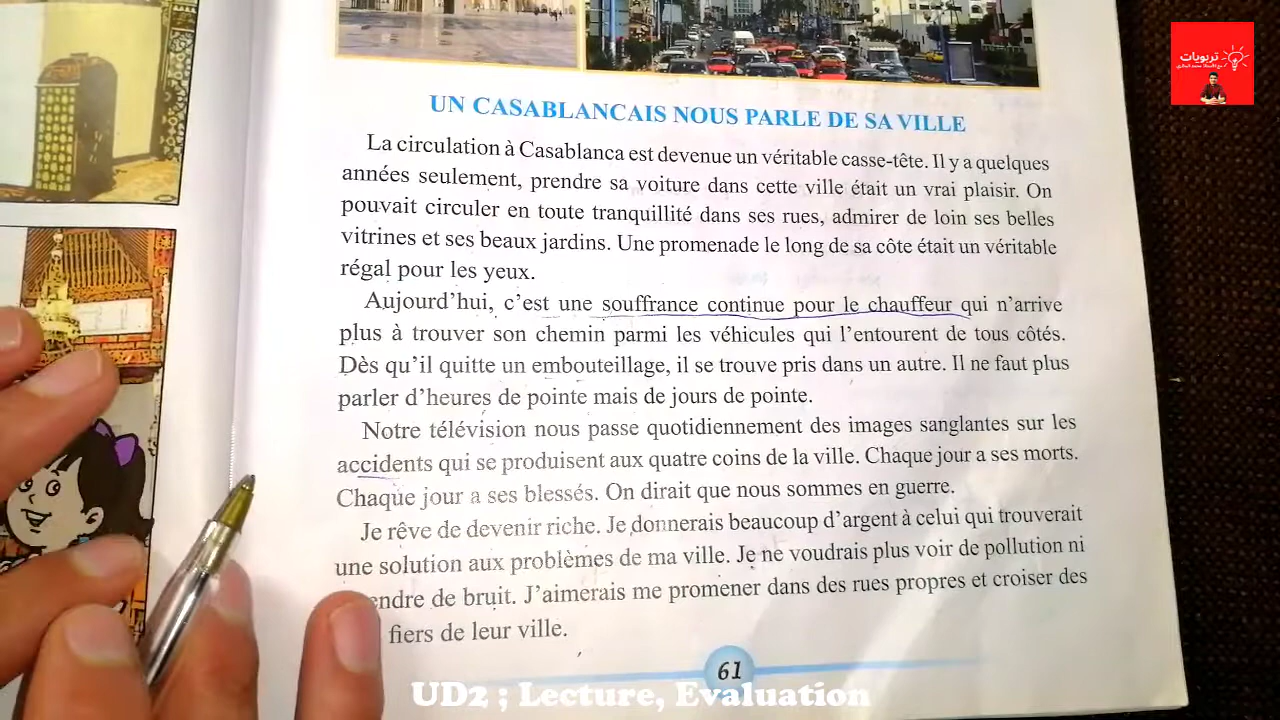 تربويات
UN CASABLANCAIS NOUS PARLE DE SA VILLE
La circulation à Casablanca est devenue un véritable casse-tête. Il y a quelques
années seulement, prendre sa voiture dans cette ville était un vrai plaisir. On
pouvait circuler en toute tranquillité dans ses rues, admirer de loin ses belles
vitrines et ses beaux jardins. Une promenade le long de sa côte était un véritable
régal pour les yeux.
Aujourd'hui, c'est une souffrance continue pour le chauffeur qui n'arrive
plus à trouver son chemin parmi les véhicules qui l'entourent de tous côtés.
Dès qu'il quitte un embouteillage, il se trouve pris dans un autre. Il ne faut plus
parler d'heures de pointe mais de jours de pointe.
Notre télévision nous passe quotidiennement des images sanglantes sur les
accidents qui se produisent aux quatre coins de la ville. Chaque jour a ses morts.
Chaque jour a ses blessés. On dirait que nous sommes en guerre.
Je rêve de devenir riche. Je donnerais beaucoup d'argent à celui qui trouverait
une solution aux problèmes de ma ville. Je ne voudrais plus voir de pollution ni
endre de bruit. J'aimerais me promener dans des rues propres et croiser des
fiers de leur ville.
61
UD2 ; Lecture, Evaluation